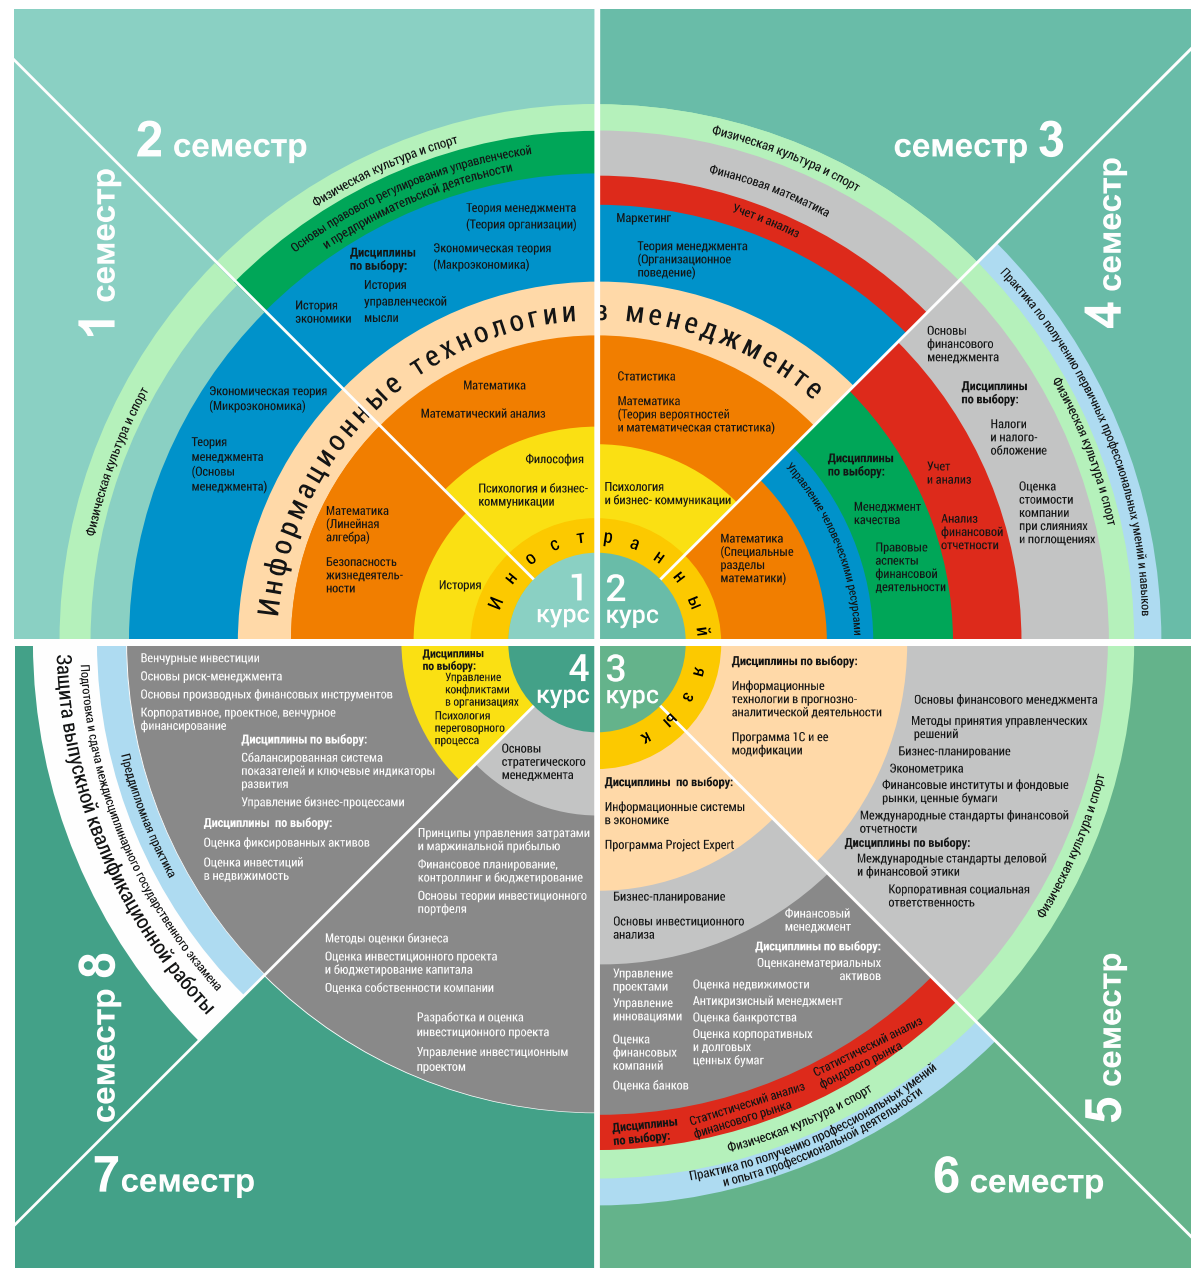 1 семестр
Физическая культура и спорт
Экономическая теория
(Микроэкономика)
Теория
менеджмента
(Основы
менеджмента)
Информационные технологии в менеджменте
Математика
(Линейная
алгебра)
Безопасность
жизнедеятель-
ности
История
Иностранный язык
1
курс
2 семестр
Физическая культура и спорт
Основы правового регулирования управленческой
и предпринимательской деятельности
Теория менеджмента
(Теория организации)
Экономическая теория
(Макроэкономика)
Дисциплины
по выбору:
История
управленческой
мысли
История
экономики
Математика
Математический анализ
Философия
Психология и бизнес-
коммуникации
семестр 3
Физическая культура и спорт
Финансовая математика
Учет и анализ
Маркетинг
Теория менеджмента
(Организационное
поведение)
Статистика
Математика
(Теория вероятностей
и математическая статистика)
Психология
и бизнес- коммуникации
2
курс
4 семестр
Практика по получению первичных профессиональных умений и навыков
Физическая культура и спорт
Основы
финансового
менеджмента
Дисциплины
по выбору:
Налоги
и налого-
обложение
Оценка
стоимости
компании
при слияниях
и поглощениях
Учет
и анализ
Анализ
финансовой
отчетности
Дисциплины
по выбору:
Менеджмент
качества
Правовые
аспекты
финансовой
деятельности
Управление человеческими ресурсами
Математика
(Специальные
разделы
математики)
3
курс
Дисциплины по выбору:
Информационные
технологии в прогнозно-
аналитической деятельности
Программа 1С и ее
модификации
Основы финансового менеджмента
Методы принятия управленческих
решений
Бизнес-планирование
Эконометрика
Финансовые институты и фондовые
рынки, ценные бумаги
Международные стандарты финансовой
отчетности
Дисциплины по выбору:
Международные стандарты деловой
и финансовой этики
Корпоративная социальная
ответственность
Физическая культура и спорт
5 семестр
Дисциплины по выбору:
Информационные системы
в экономике
Программа Project Expert
Бизнес-планирование
Основы инвестиционного
анализа
Финансовый
менеджмент
Дисциплины по выбору:
Оценканематериальных
активов
Управление
проектами
Управление
инновациями
Оценка
финансовых
компаний
Оценка банков
Оценка недвижимости
Антикризисный менеджмент
Оценка банкротства
Оценка корпоративных
и долговых
ценных бумаг
Дисциплины
по выбору:
Статистический анализ
финансового рынка
Статистический анализ
фондового рынка
Физическая культура и спорт
Практика по получению профессиональных умений
и опыта профессиональной деятельности
6 семестр
4
курс
Основы
стратегического
менеджмента
Принципы управления затратами
и маржинальной прибылью
Финансовое планирование,
контроллинг и бюджетирование
Основы теории инвестиционного
портфеля
Методы оценки бизнеса
Оценка инвестиционного проекта
и бюджетирование капитала
Оценка собственности компании
Разработка и оценка
инвестиционного проекта
Управление инвестиционным
проектом
7 семестр
Дисциплины
по выбору:
Управление
конфликтами
в организациях
Психология
переговорного
процесса
Венчурные инвестиции
Основы риск-менеджмента
Основы производных финансовых инструментов
Корпоративное, проектное, венчурное
финансирование
Дисциплины по выбору:
Сбалансированная система
показателей и ключевые индикаторы
развития
Управление бизнес-процессами
Дисциплины по выбору:
Оценка фиксированных активов
Оценка инвестиций
в недвижимость
Преддипломная практика
Подготовка и сдача междисциплинарного государственного экзамена
Защита выпускной квалификационной работы
семестр 8